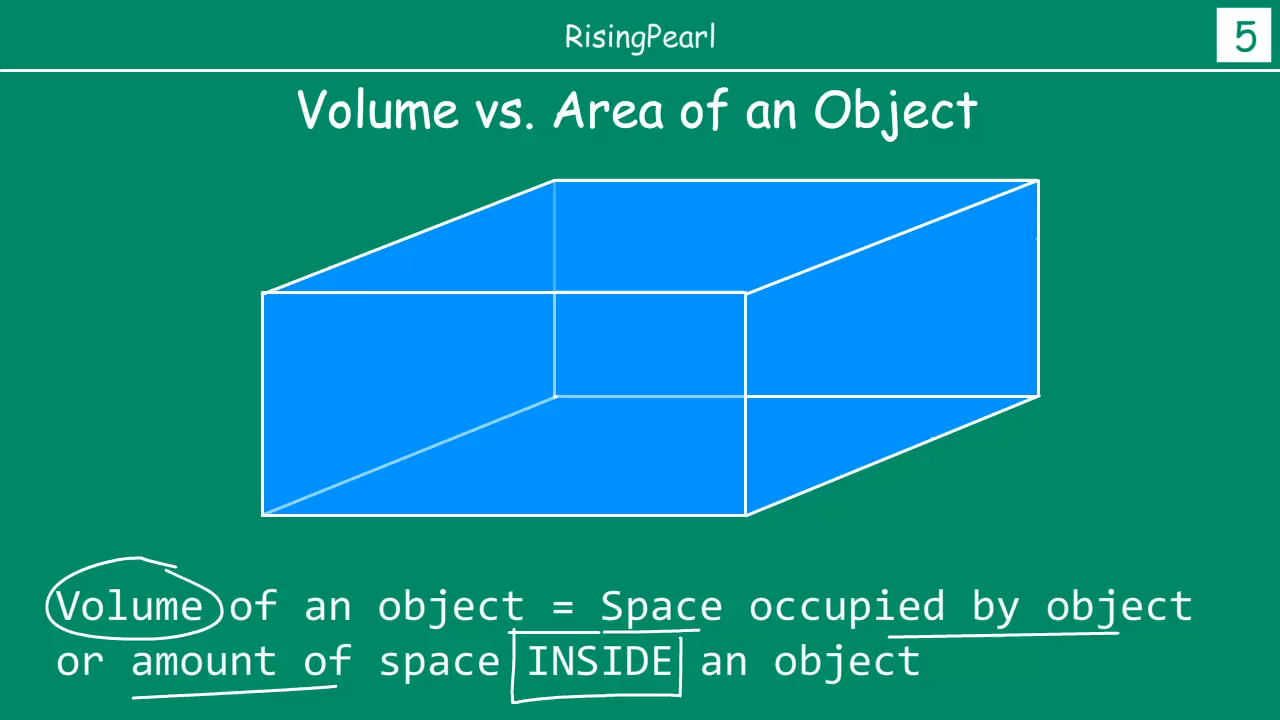 RisingPearl
5
Volume vs. Area of an Object
Volume of an object = Space occupied by object
or amount of space INSIDE an object